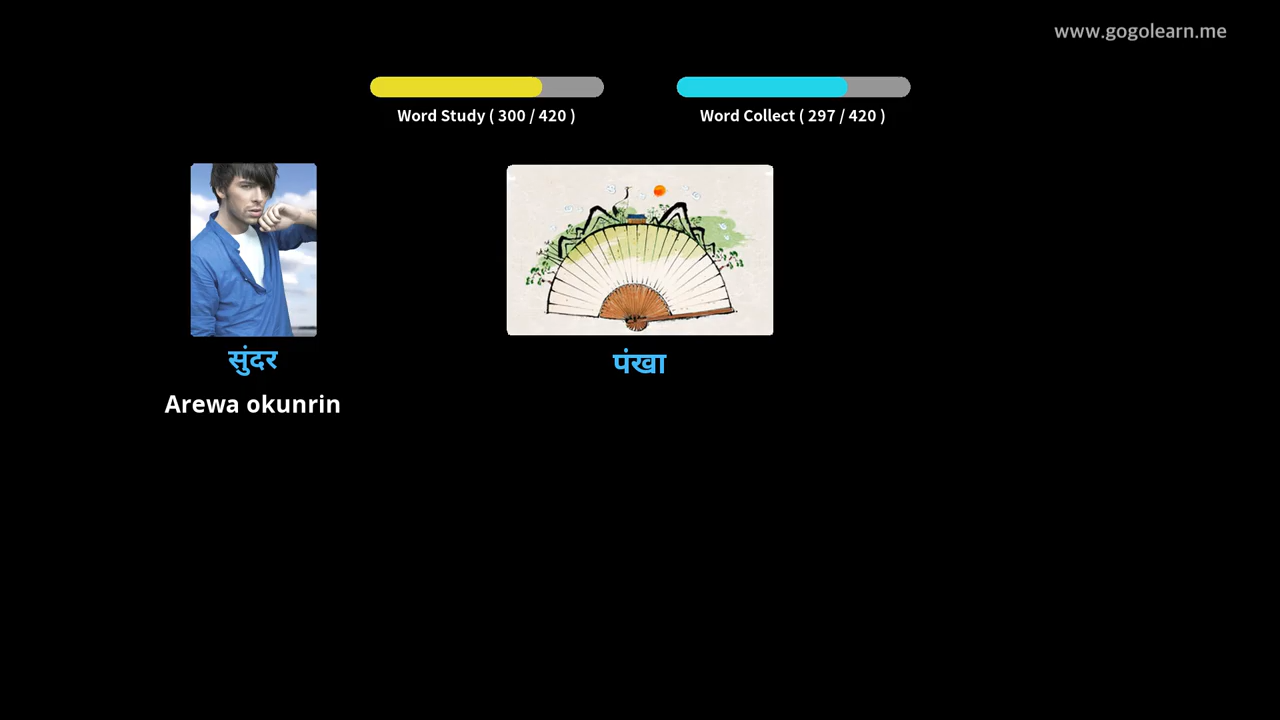 www.gogolearn.me
Word Study ( 300 / 420 )
Word Collect ( 297 / 420 )
सुंदर
Arewa okunrin
पंखा